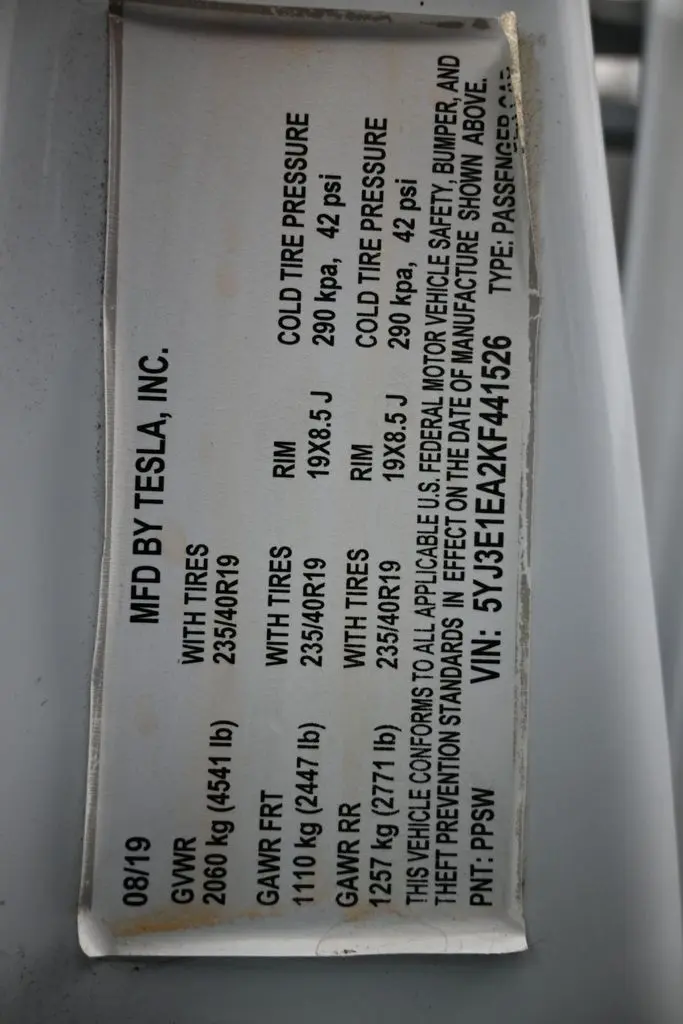 08/19 MFD BY TESLA, INC.
GVWR WITH TIRES
2060 kg (4541 lb) 235/40R19
GAWR FRT WITH TIRES RIM COLD TIRE PRESSURE
1110 kg (2447 lb) 235/40R19 19X8.5 J 290 kpa, 42 psi
GAWR RR WITH TIRES RIM COLD TIRE PRESSURE
1257 kg (2771 lb) 235/40R19 19X8.5 J 290 kpa, 42 psi
THIS VEHICLE CONFORMS TO ALL APPLICABLE U.S. FEDERAL MOTOR VEHICLE SAFETY, BUMPER, AND
THEFT PREVENTION STANDARDS IN EFFECT ON THE DATE OF MANUFACTURE SHOWN ABOVE.
PNT: PPSW VIN: 5YJ3E1EA2KF441526 TYPE: PASSENGER CAR